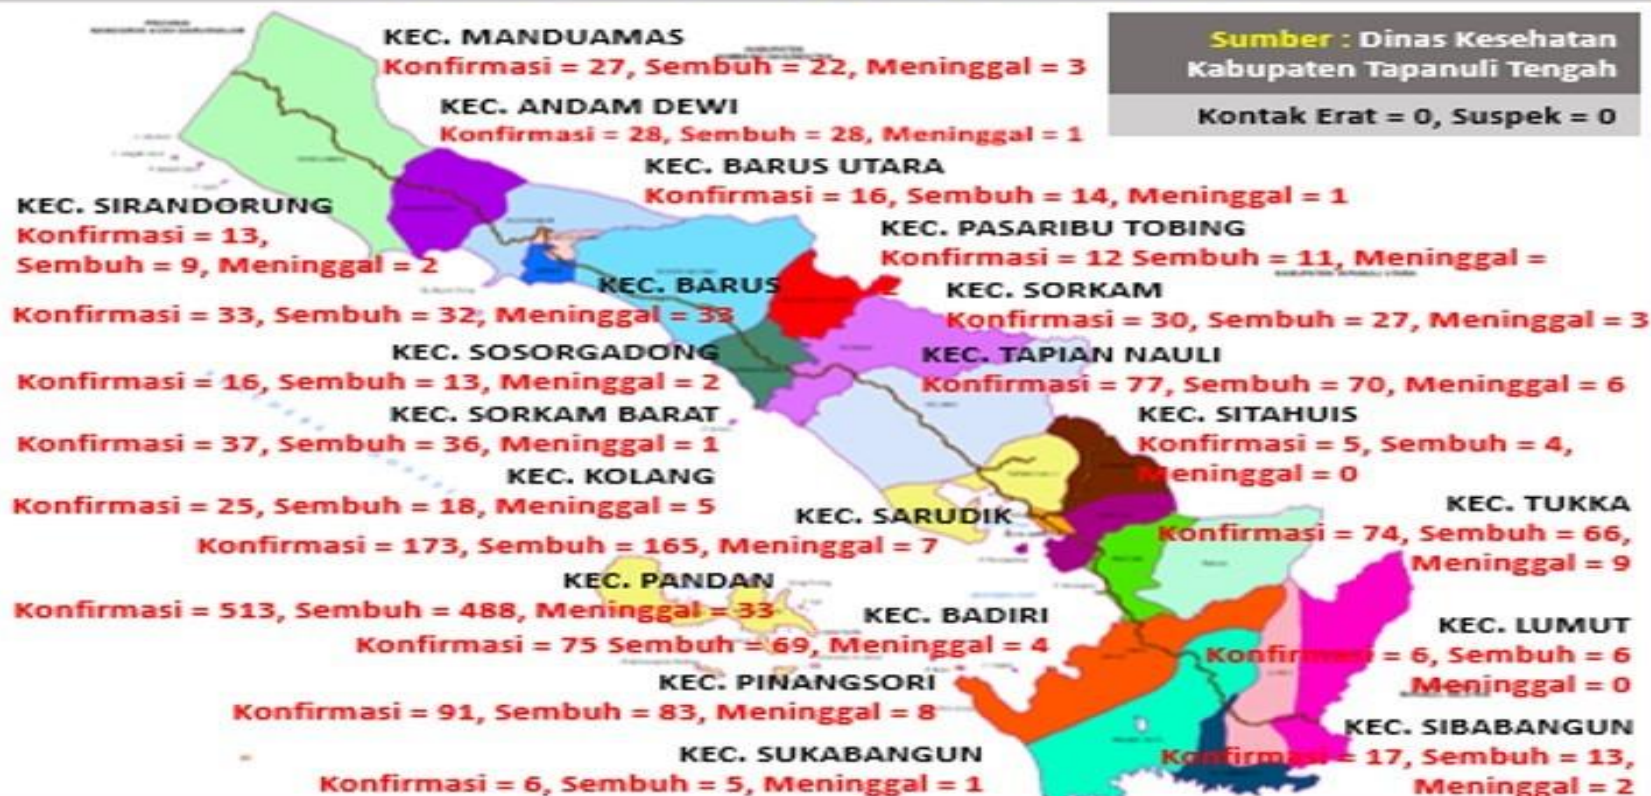 KEC. MANDUAMAS
Konfirmasi = 27, Sembuh = 22, Meninggal = 3
Sumber : Dinas Kesehatan
Kabupaten Tapanuli Tengah
Kontak Erat = 0, Suspek = 0
KEC. ANDAM DEWI
Konfirmasi = 28, Sembuh = 28, Meninggal = 1
KEC. BARUS UTARA
Konfirmasi = 16, Sembuh = 14, Meninggal = 1
KEC. SIRANDORUNG
Konfirmasi = 13,
Sembuh = 9, Meninggal = 2
KEC. PASARIBU TOBING
Konfirmasi = 12 Sembuh = 11, Meninggal =
KEC. BARUS
Konfirmasi = 33, Sembuh = 32, Meninggal = 33
KEC. SORKAM
Konfirmasi = 30, Sembuh = 27, Meninggal = 3
KEC. SOSORGADONG
Konfirmasi = 16, Sembuh = 13, Meninggal = 2
KEC. TAPIAN NAULI
Konfirmasi = 77, Sembuh = 70, Meninggal = 6
KEC. SORKAM BARAT
Konfirmasi = 37, Sembuh = 36, Meninggal = 1
KEC. SITAHUIS
Konfirmasi = 5, Sembuh = 4,
Meninggal = 0
KEC. KOLANG
Konfirmasi = 25, Sembuh = 18, Meninggal = 5
KEC. SARUDIK
Konfirmasi = 173, Sembuh = 165, Meninggal = 7
KEC. TUKKA
Konfirmasi = 74, Sembuh = 66,
Meninggal = 9
KEC. PANDAN
Konfirmasi = 513, Sembuh = 488, Meninggal = 33
KEC. BADIRI
Konfirmasi = 75 Sembuh = 69, Meninggal = 4
KEC. LUMUT
Konfirmasi = 6, Sembuh = 6
Meninggal = 0
KEC. PINANGSORI
Konfirmasi = 91, Sembuh = 83, Meninggal = 8
KEC. SIBABANGUN
Konfirmasi = 17, Sembuh = 13,
Meninggal = 2
KEC. SUKABANGUN
Konfirmasi = 6, Sembuh = 5, Meninggal = 1